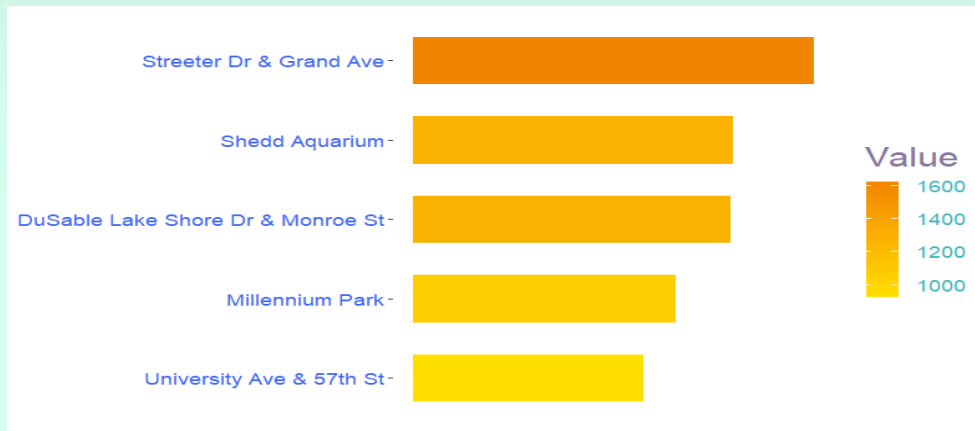 Streeter Dr & Grand Ave
Shedd Aquarium
DuSable Lake Shore Dr & Monroe St
Millennium Park
University Ave & 57th St
Value
1600
1400
1200
1000